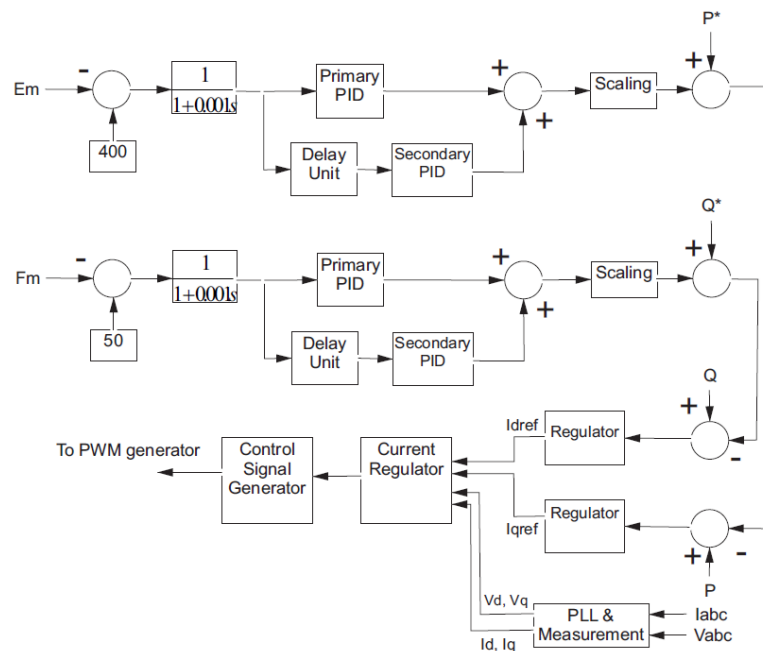 P*
-
+
+
Em
1
1+0.001s
Primary
PID
Scaling
+
400
Delay
Unit
Secondary
PID
Q*
-
+
+
Fm
1
1+0.001s
Primary
PID
Scaling
+
50
Delay
Unit
Secondary
PID
Q
+
To PWM generator
Control
Signal
Generator
Current
Regulator
Idref
Regulator
-
Iqref
Regulator
+
-
P
Vd, Vq
Id, Iq
PLL &
Measurement
Iabc
Vabc